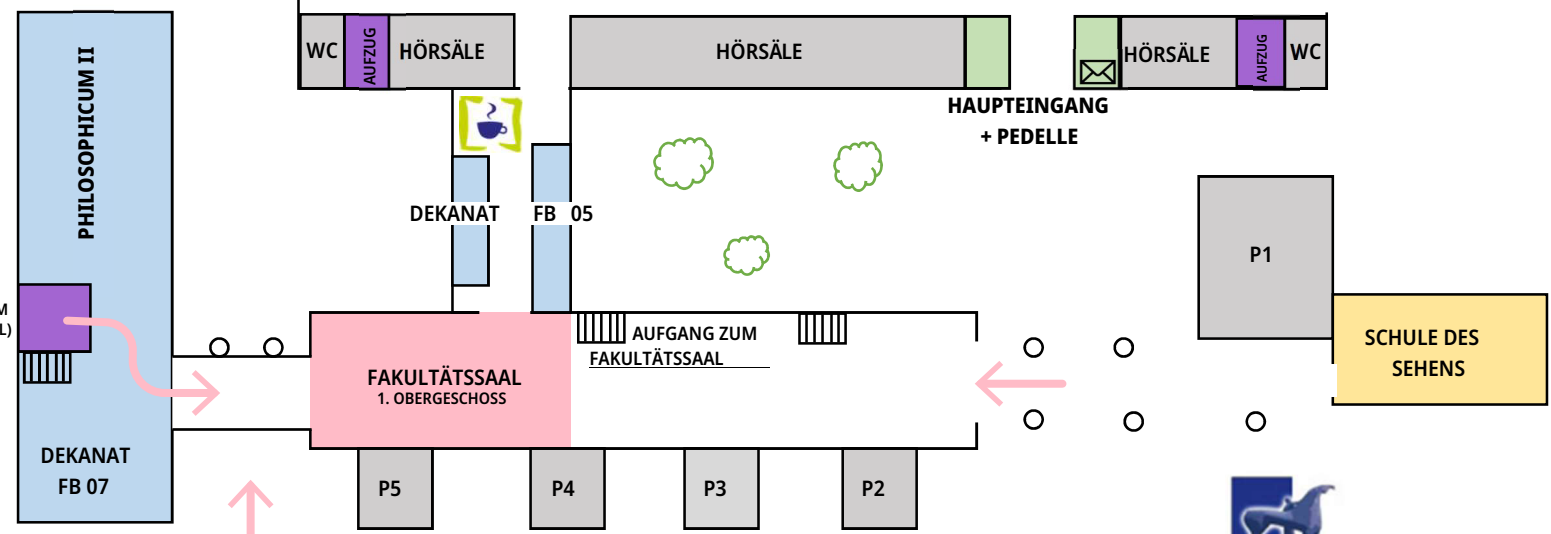 PHILOSOPHICUM II
WC
AUFZUG
HÖRSÄLE
HÖRSÄLE
HÖRSÄLE
AUFZUG
WC
HAUPTEINGANG
+ PEDELLE
DEKANAT FB 05
P1
M
L)
AUFGANG ZUM
FAKULTÄTSSAAL
SCHULE DES
SEHENS
FAKULTÄTSSAAL
1. OBERGESCHOSS
DEKANAT
FB 07
P5
P4
P3
P2